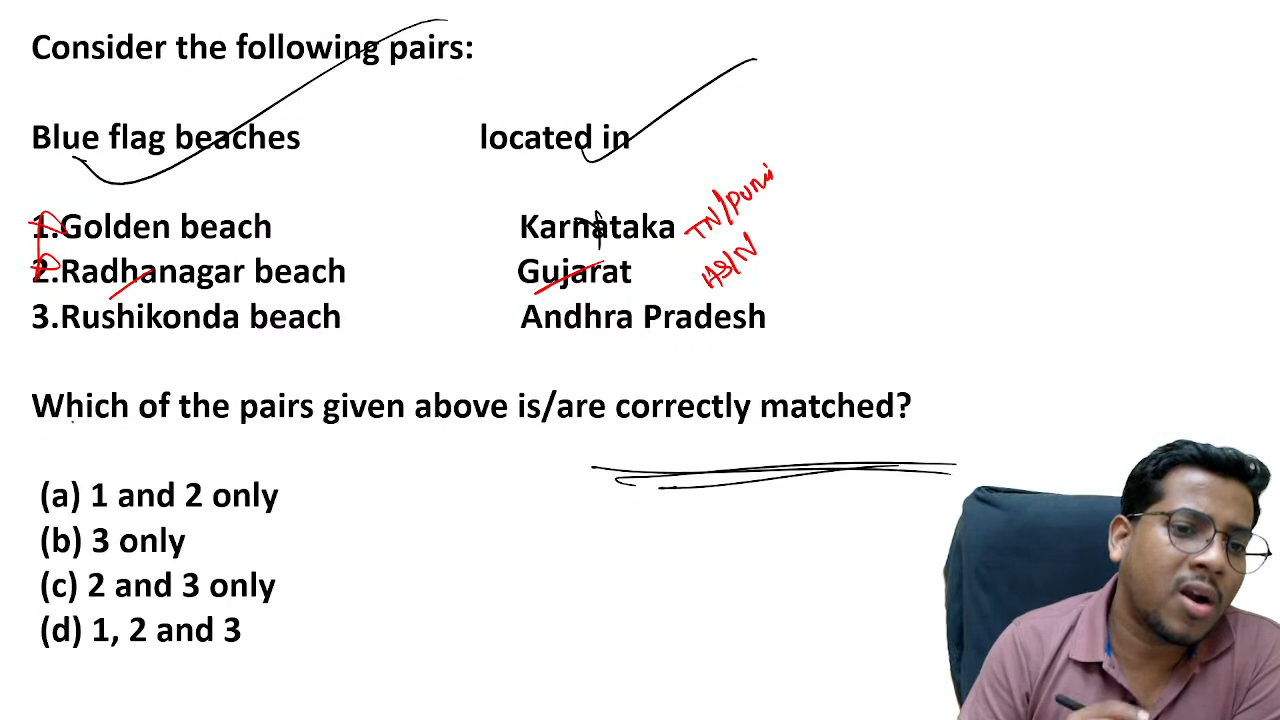 Consider the following pairs:
Blue flag beaches located in
1.Golden beach Karnataka TN/Puri
2.Radhanagar beach Gujarat
3.Rushikonda beach Andhra Pradesh
Which of the pairs given above is/are correctly matched?
(a) 1 and 2 only
(b) 3 only
(c) 2 and 3 only
(d) 1, 2 and 3